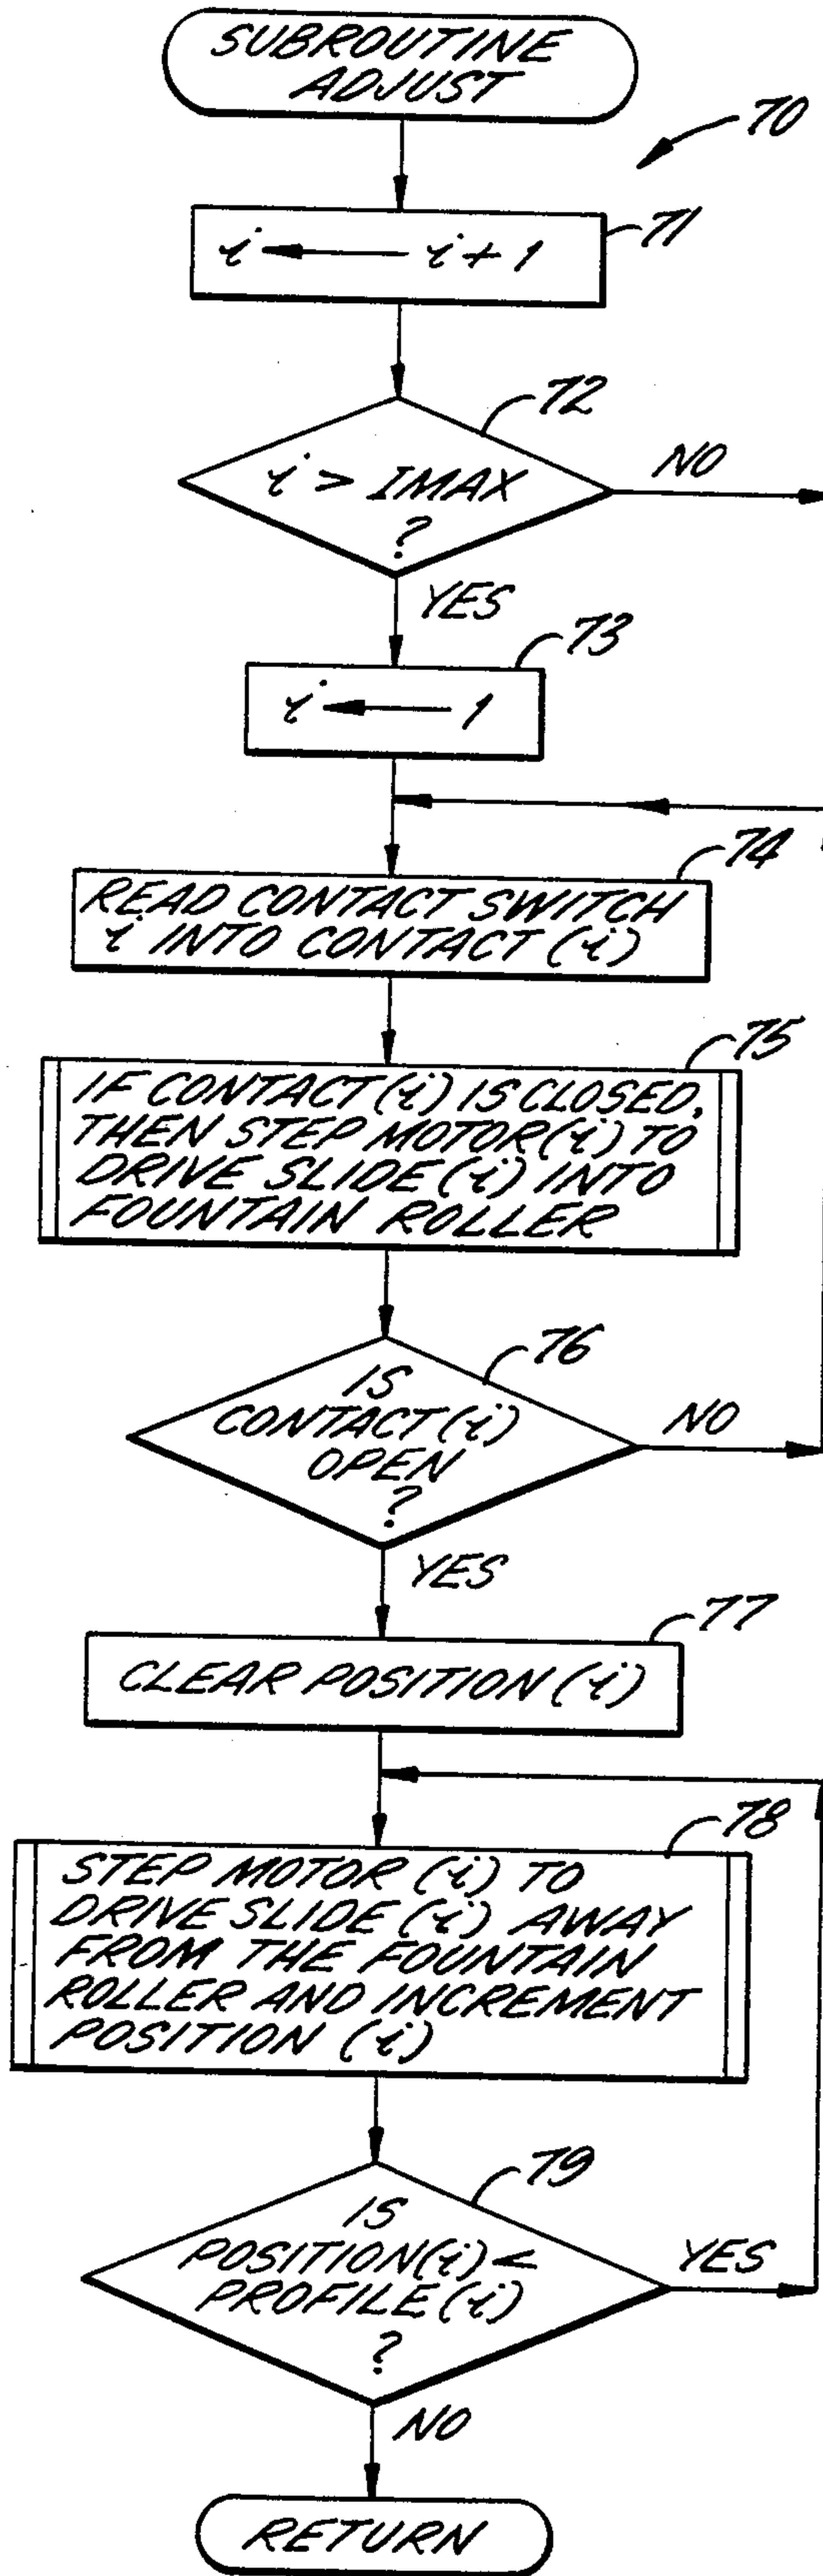 SUBROUTINE
ADJUST
70
71
i ← i + 1
72
i > IMAX
?
NO
YES
73
i ← 1
74
READ CONTACT SWITCH
i INTO CONTACT (i)
75
IF CONTACT (i) IS CLOSED,
THEN STEP MOTOR (i) TO
DRIVE SLIDE (i) INTO
FOUNTAIN ROLLER
76
IS
CONTACT (i)
OPEN
?
NO
YES
77
CLEAR POSITION (i)
78
STEP MOTOR (i) TO
DRIVE SLIDE (i) AWAY
FROM THE FOUNTAIN
ROLLER AND INCREMENT
POSITION (i)
79
IS
POSITION (i) <
PROFILE (i)
?
YES
NO
RETURN